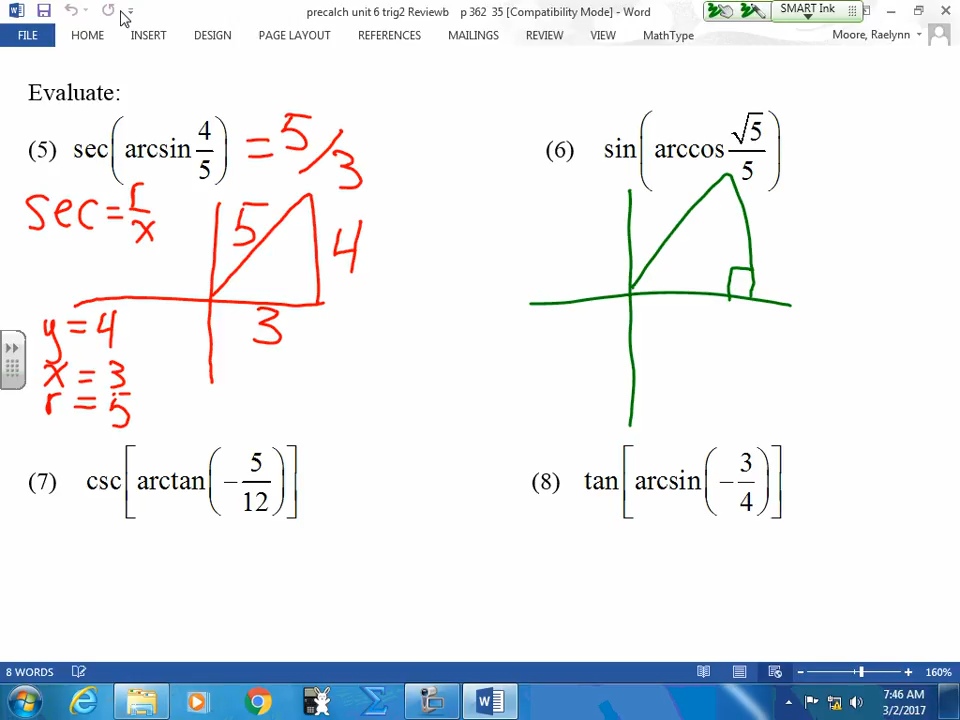 precalch unit 6 trig2 Reviewb   p 362  35 [Compatibility Mode] - Word
SMART Ink
FILE HOME INSERT DESIGN PAGE LAYOUT REFERENCES MAILINGS REVIEW VIEW MathType Moore, Raelynn
Evaluate:
(5) sec(arcsin 4/5) = 5/3
sec = r/x
5
4
3
y = 4
x = 3
r = 5
(6) sin(arccos √5/5)
(7) csc[arctan(-5/12)]
(8) tan[arcsin(-3/4)]
8 WORDS
160%
7:46 AM
3/2/2017